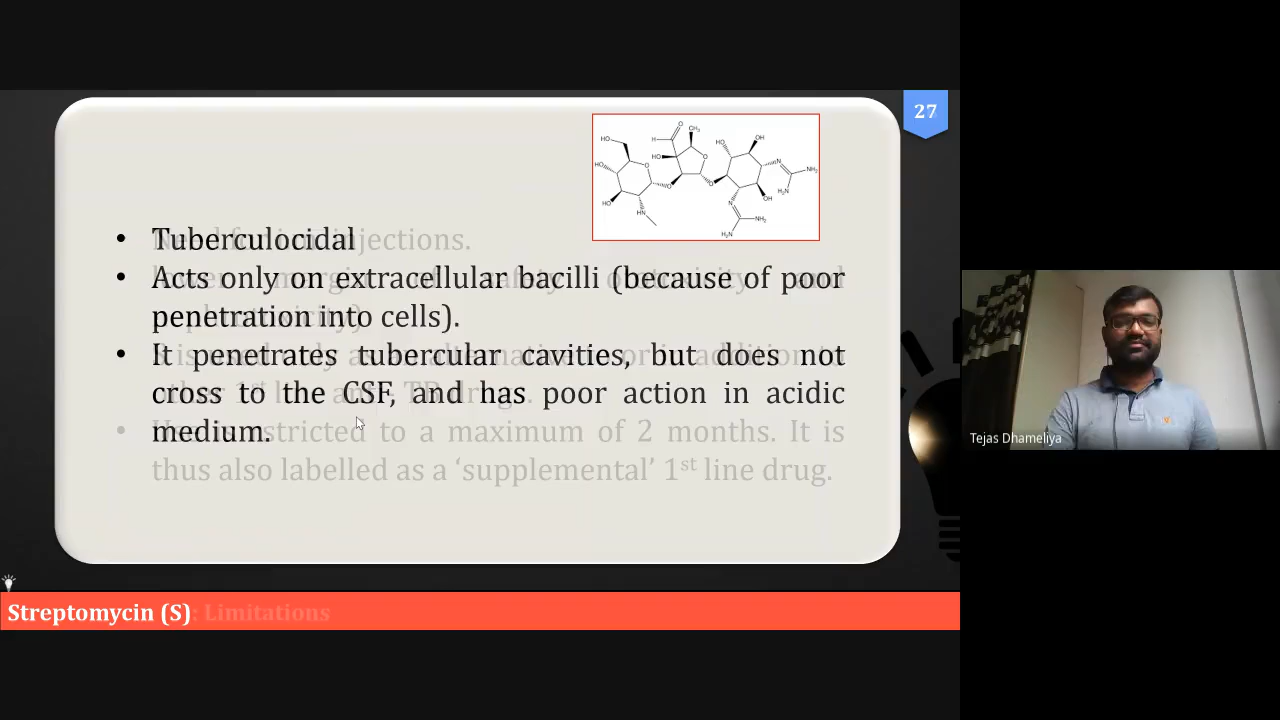 27
• Tuberculocidal
• Acts only on extracellular bacilli (because of poor
penetration into cells).
• It penetrates tubercular cavities, but does not
cross to the CSF, and has poor action in acidic
medium.
injections.
restricted to a maximum of 2 months. It is
thus also labelled as a ‘supplemental’ 1st line drug.
Streptomycin (S) : Limitations
Tejas Dhameliya